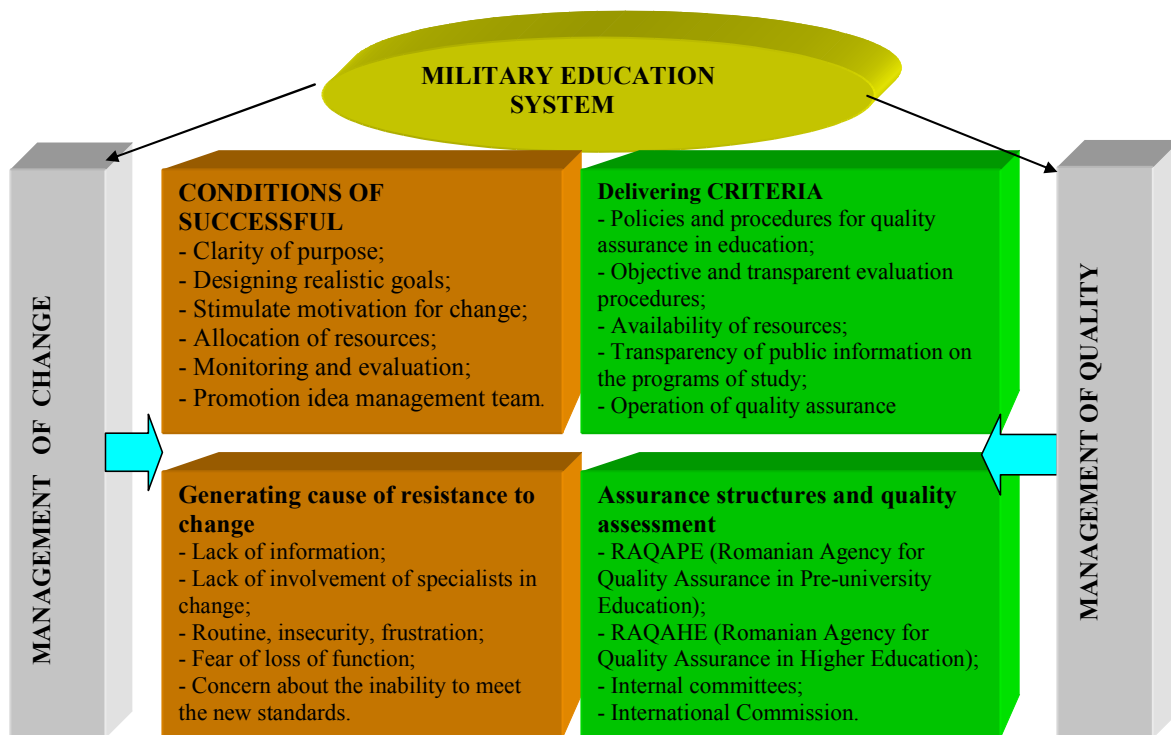 MILITARY EDUCATION
SYSTEM
MANAGEMENT OF CHANGE
CONDITIONS OF
SUCCESSFUL
- Clarity of purpose;
- Designing realistic goals;
- Stimulate motivation for change;
- Allocation of resources;
- Monitoring and evaluation;
- Promotion idea management team.
Delivering CRITERIA
- Policies and procedures for quality
assurance in education;
- Objective and transparent evaluation
procedures;
- Availability of resources;
- Transparency of public information on
the programs of study;
- Operation of quality assurance
Generating cause of resistance to
change
- Lack of information;
- Lack of involvement of specialists in
change;
- Routine, insecurity, frustration;
- Fear of loss of function;
- Concern about the inability to meet
the new standards.
Assurance structures and quality
assessment
- RAQAPE (Romanian Agency for
Quality Assurance in Pre-university
Education);
- RAQAHE (Romanian Agency for
Quality Assurance in Higher Education);
- Internal committees;
- International Commission.
MANAGEMENT OF QUALITY